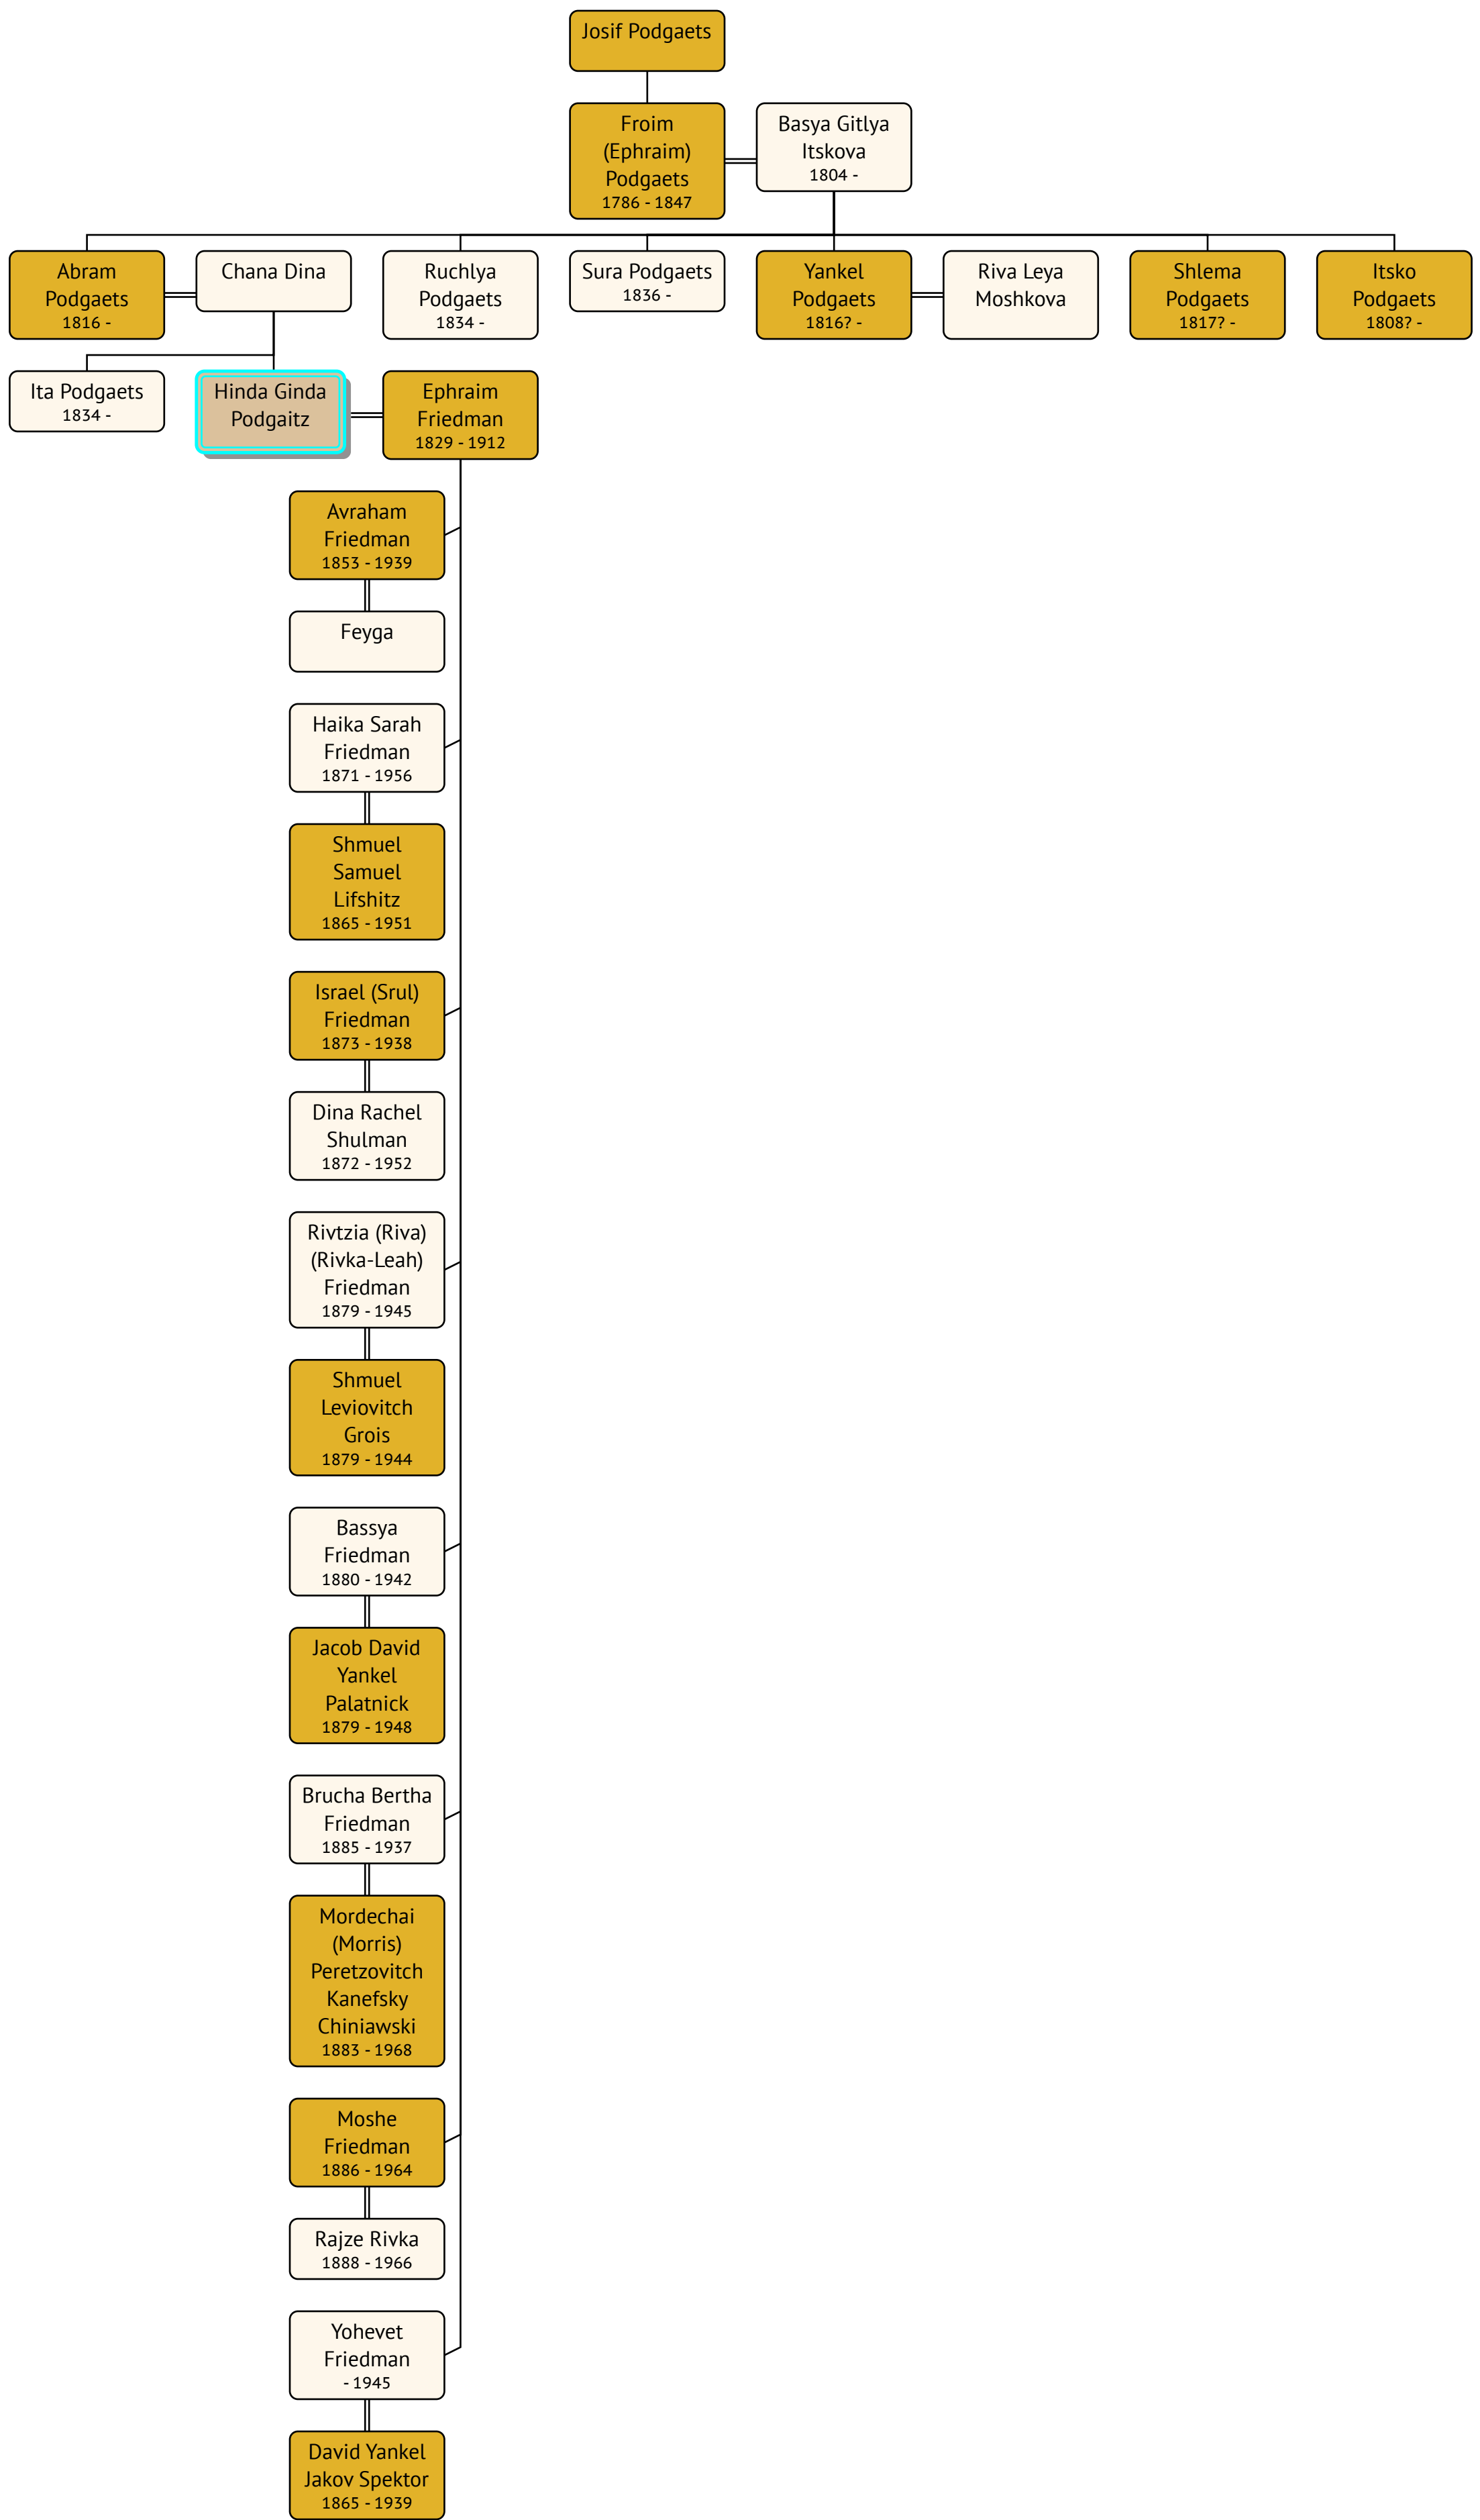 Josif Podgaets
Froim
(Ephraim)
Podgaets
1786 - 1847
Basya Gitlya
Itskova
1804 -
Abram
Podgaets
1816 -
Chana Dina
Ruchlya
Podgaets
1834 -
Sura Podgaets
1836 -
Yankel
Podgaets
1816? -
Riva Leya
Moshkova
Shlema
Podgaets
1817? -
Itsko
Podgaets
1808? -
Ita Podgaets
1834 -
Hinda Ginda
Podgaitz
Ephraim
Friedman
1829 - 1912
Avraham
Friedman
1853 - 1939
Feyga
Haika Sarah
Friedman
1871 - 1956
Shmuel
Samuel
Lifshitz
1865 - 1951
Israel (Srul)
Friedman
1873 - 1938
Dina Rachel
Shulman
1872 - 1952
Rivtzia (Riva)
(Rivka-Leah)
Friedman
1879 - 1945
Shmuel
Leviovitch
Grois
1879 - 1944
Bassya
Friedman
1880 - 1942
Jacob David
Yankel
Palatnick
1879 - 1948
Brucha Bertha
Friedman
1885 - 1937
Mordechai
(Morris)
Peretzovitch
Kanefsky
Chiniawski
1883 - 1968
Moshe
Friedman
1886 - 1964
Rajze Rivka
1888 - 1966
Yohevet
Friedman
- 1945
David Yankel
Jakov Spektor
1865 - 1939